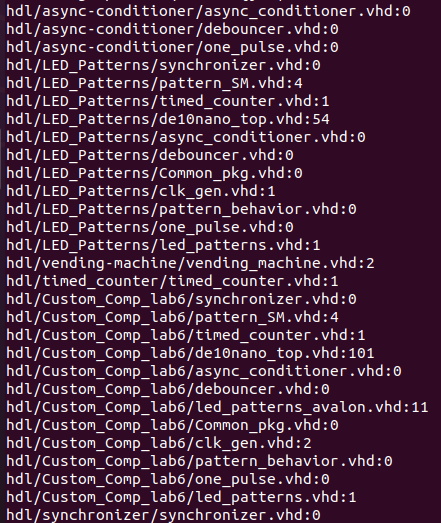 hdl/async-conditioner/async_conditioner.vhd:0
hdl/async-conditioner/debouncer.vhd:0
hdl/async-conditioner/one_pulse.vhd:0
hdl/LED_Patterns/synchronizer.vhd:0
hdl/LED_Patterns/pattern_SM.vhd:4
hdl/LED_Patterns/timed_counter.vhd:1
hdl/LED_Patterns/de10nano_top.vhd:54
hdl/LED_Patterns/async_conditioner.vhd:0
hdl/LED_Patterns/debouncer.vhd:0
hdl/LED_Patterns/Common_pkg.vhd:0
hdl/LED_Patterns/clk_gen.vhd:1
hdl/LED_Patterns/pattern_behavior.vhd:0
hdl/LED_Patterns/one_pulse.vhd:0
hdl/LED_Patterns/led_patterns.vhd:1
hdl/vending-machine/vending_machine.vhd:2
hdl/timed_counter/timed_counter.vhd:1
hdl/Custom_Comp_lab6/synchronizer.vhd:0
hdl/Custom_Comp_lab6/pattern_SM.vhd:4
hdl/Custom_Comp_lab6/timed_counter.vhd:1
hdl/Custom_Comp_lab6/de10nano_top.vhd:101
hdl/Custom_Comp_lab6/async_conditioner.vhd:0
hdl/Custom_Comp_lab6/debouncer.vhd:0
hdl/Custom_Comp_lab6/led_patterns_avalon.vhd:11
hdl/Custom_Comp_lab6/Common_pkg.vhd:0
hdl/Custom_Comp_lab6/clk_gen.vhd:2
hdl/Custom_Comp_lab6/pattern_behavior.vhd:0
hdl/Custom_Comp_lab6/one_pulse.vhd:0
hdl/Custom_Comp_lab6/led_patterns.vhd:1
hdl/synchronizer/synchronizer.vhd:0